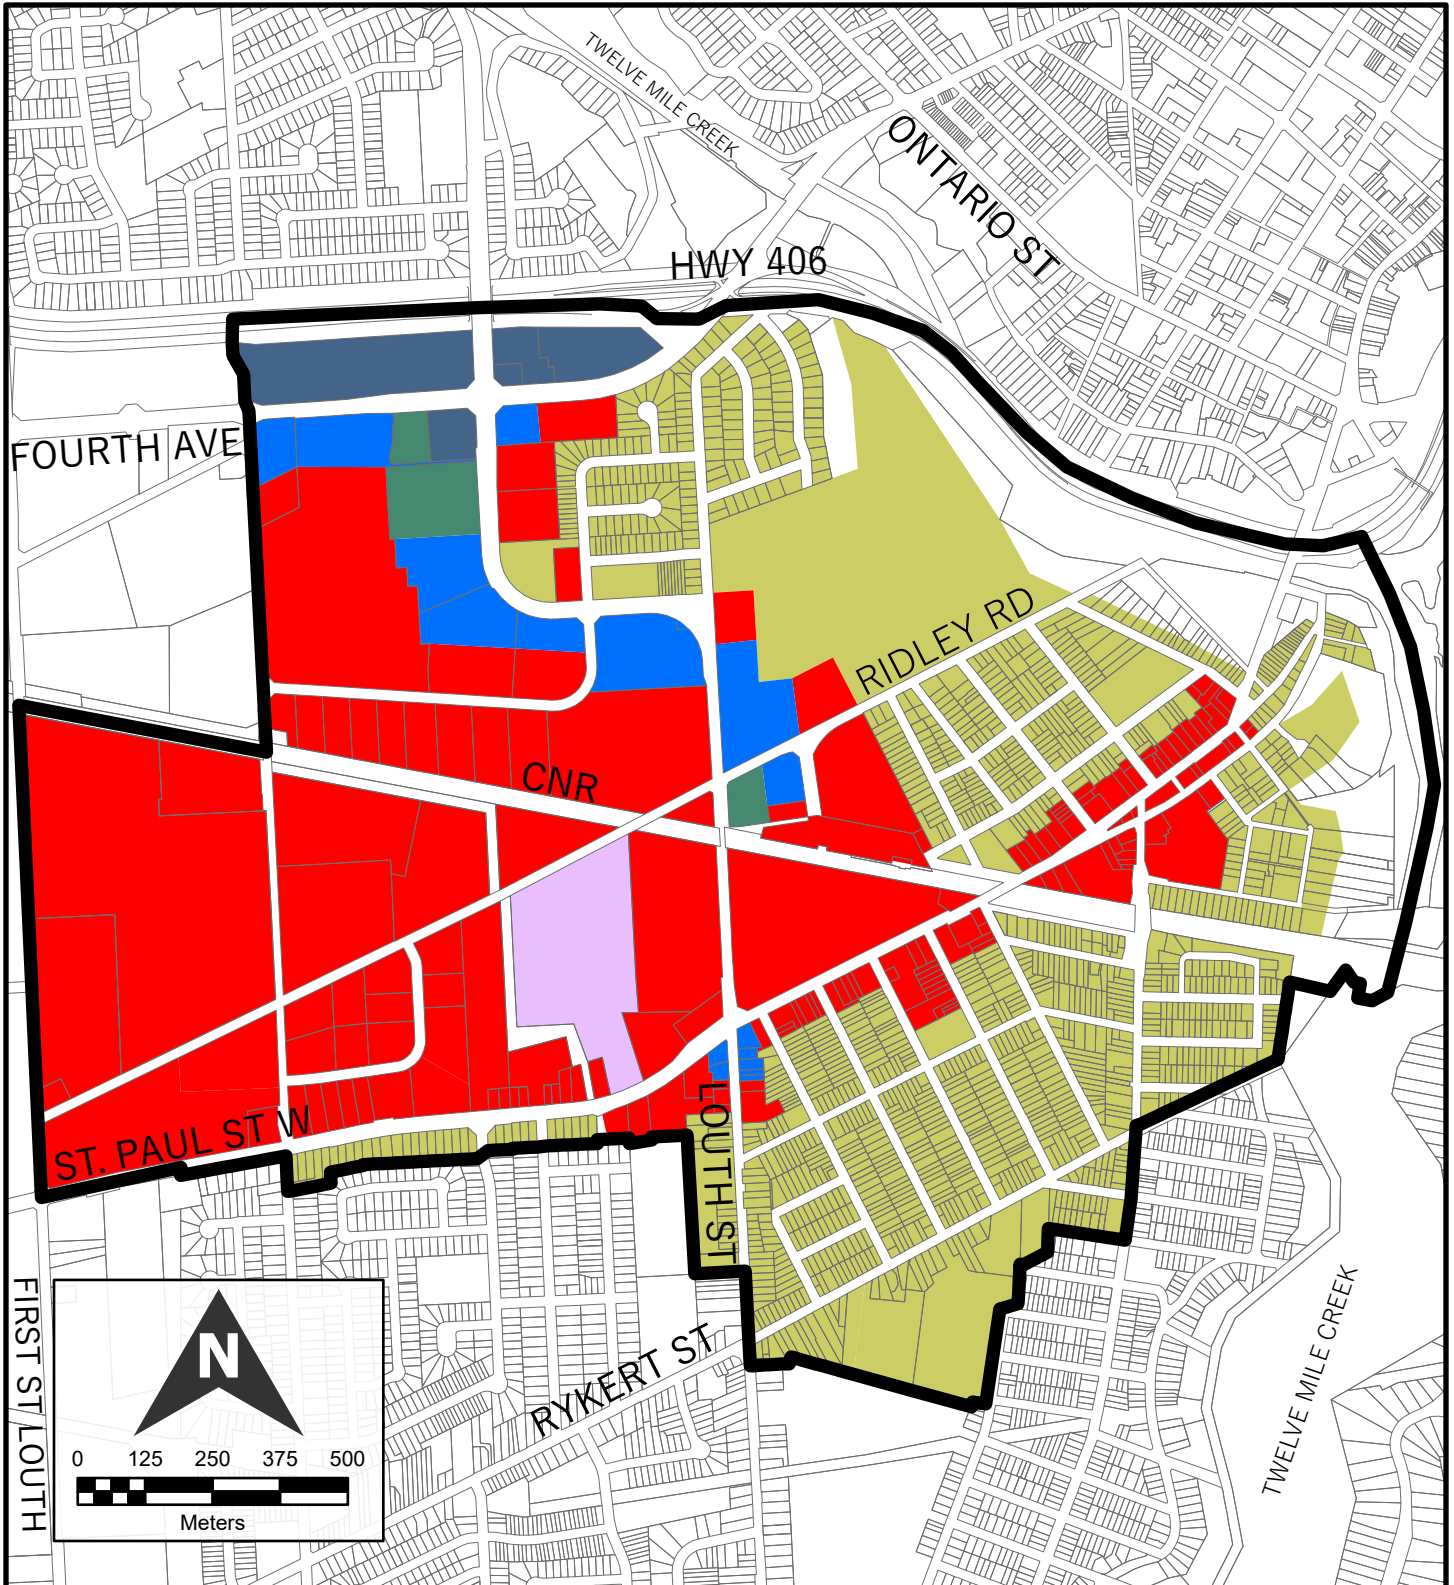 TWELVE MILE CREEK
ONTARIO ST
HWY 406
FOURTH AVE
RIDLEY RD
CNR
ST. PAUL ST W
LOUTH ST
FIRST ST LOUTH
RYKERT ST
TWELVE MILE CREEK
N
0 125 250 375 500
Meters